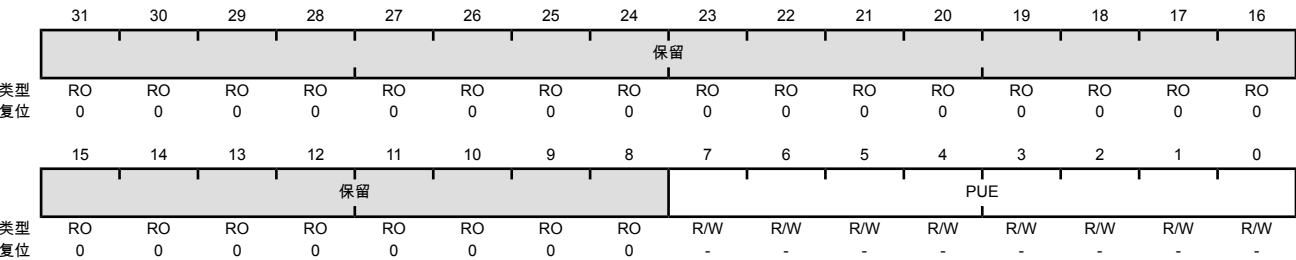 31 30 29 28 27 26 25 24 23 22 21 20 19 18 17 16
保留
类型 RO RO RO RO RO RO RO RO RO RO RO RO RO RO RO RO
复位 0 0 0 0 0 0 0 0 0 0 0 0 0 0 0 0
15 14 13 12 11 10 9 8 7 6 5 4 3 2 1 0
保留 PUE
类型 RO RO RO RO RO RO RO RO R/W R/W R/W R/W R/W R/W R/W R/W
复位 0 0 0 0 0 0 0 0 - - - - - - - -